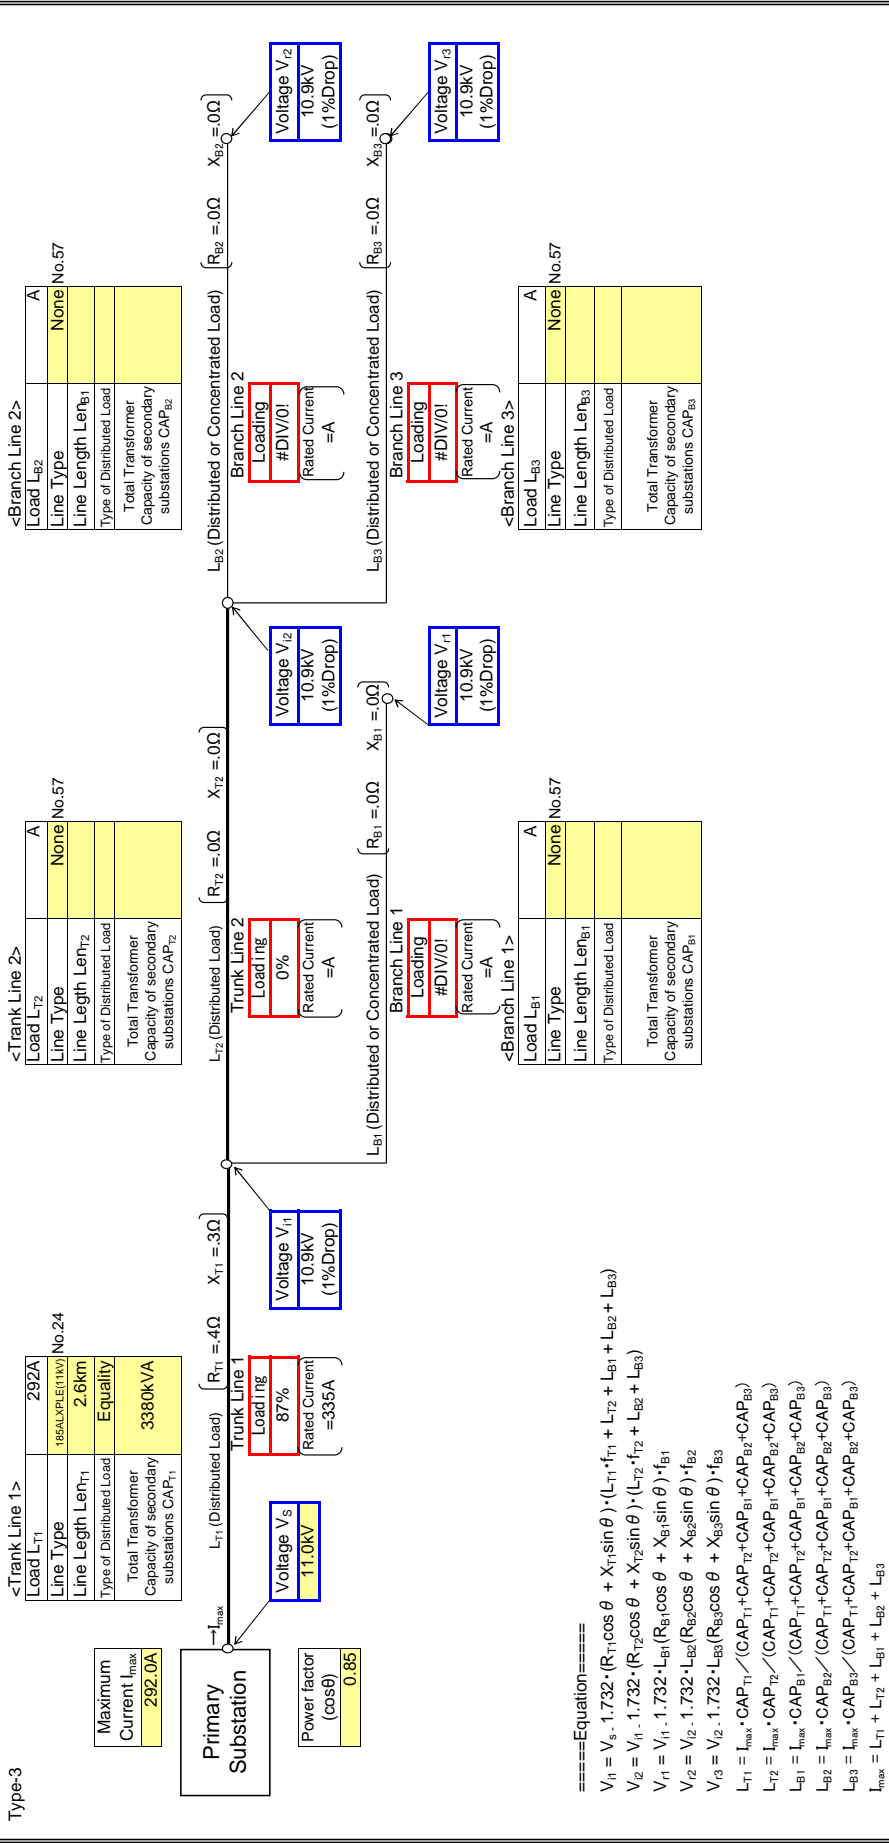 Type-3
Maximum
Current Imax
292.0A
Primary
Substation
Power factor
(cosθ)
0.85
→Imax
Voltage VS
11.0kV
<Trank Line 1>
Load LT1 292A
Line Type 185ALXPLE(11kV) No.24
Line Legth LenT1 2.6km
Type of Distributed Load Equality
Total Transformer
Capacity of secondary
substations CAPT1
3380kVA
LT1 (Distributed Load)
RT1 =.4Ω XT1 =.3Ω
Trunk Line 1
Loading
87%
Rated Current
=335A
Voltage Vi1
10.9kV
(1%Drop)
<Trank Line 2>
Load LT2 A
Line Type None No.57
Line Legth LenT2
Type of Distributed Load
Total Transformer
Capacity of secondary
substations CAPT2
LT2 (Distributed Load)
RT2 =.0Ω XT2 =.0Ω
Trunk Line 2
Loading
0%
Rated Current
=A
Voltage Vi2
10.9kV
(1%Drop)
LB1 (Distributed or Concentrated Load)
RB1 =.0Ω XB1 =.0Ω
Branch Line 1
Loading
#DIV/0!
Rated Current
=A
Voltage Vr1
10.9kV
(1%Drop)
<Branch Line 1>
Load LB1 A
Line Type None No.57
Line Length LenB1
Type of Distributed Load
Total Transformer
Capacity of secondary
substations CAPB1
<Branch Line 2>
Load LB2 A
Line Type None No.57
Line Length LenB1
Type of Distributed Load
Total Transformer
Capacity of secondary
substations CAPB2
LB2 (Distributed or Concentrated Load)
RB2 =.0Ω XB2 =.0Ω
Branch Line 2
Loading
#DIV/0!
Rated Current
=A
Voltage Vr2
10.9kV
(1%Drop)
LB3 (Distributed or Concentrated Load)
RB3 =.0Ω XB3 =.0Ω
Branch Line 3
Loading
#DIV/0!
Rated Current
=A
Voltage Vr3
10.9kV
(1%Drop)
<Branch Line 3>
Load LB3 A
Line Type None No.57
Line Length LenB3
Type of Distributed Load
Total Transformer
Capacity of secondary
substations CAPB3
=====Equation=====
Vi1 = Vs - 1.732・(RT1cosθ + XT1sinθ)・(LT1・fT1 + LT2 + LB1 + LB2 + LB3)
Vi2 = Vi1 - 1.732・(RT2cosθ + XT2sinθ)・(LT2・fT2 + LB2 + LB3)
Vr1 = Vi1 - 1.732・LB1(RB1cosθ + XB1sinθ)・fB1
Vr2 = Vi2 - 1.732・LB2(RB2cosθ + XB2sinθ)・fB2
Vr3 = Vi2 - 1.732・LB3(RB3cosθ + XB3sinθ)・fB3
LT1 = Imax・CAPT1／(CAPT1+CAPT2+CAPB1+CAPB2+CAPB3)
LT2 = Imax・CAPT2／(CAPT1+CAPT2+CAPB1+CAPB2+CAPB3)
LB1 = Imax・CAPB1／(CAPT1+CAPT2+CAPB1+CAPB2+CAPB3)
LB2 = Imax・CAPB2／(CAPT1+CAPT2+CAPB1+CAPB2+CAPB3)
LB3 = Imax・CAPB3／(CAPT1+CAPT2+CAPB1+CAPB2+CAPB3)
Imax = LT1 + LT2 + LB1 + LB2 + LB3